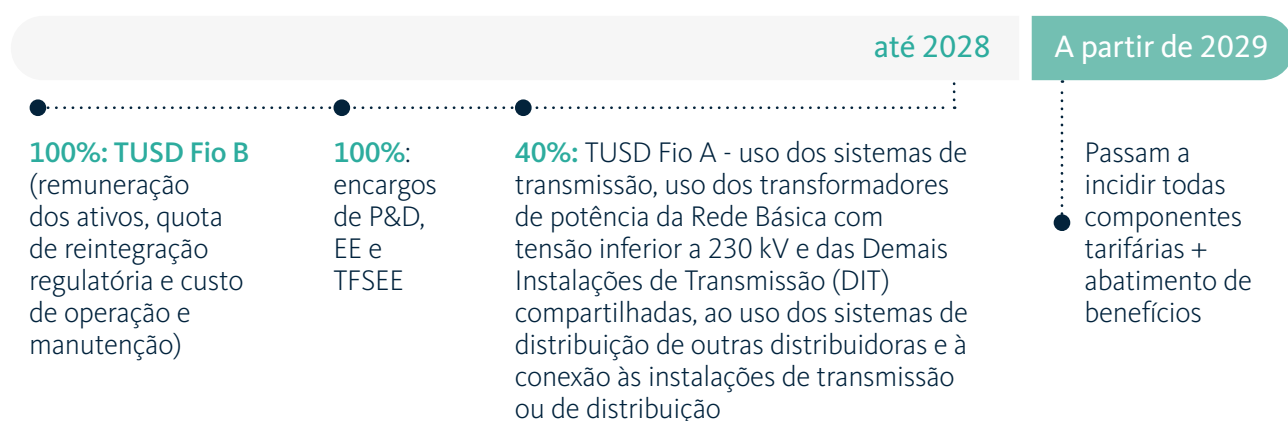 até 2028
A partir de 2029
100%: TUSD Fio B
(remuneração
dos ativos, quota
de reintegração
regulatória e custo
de operação e
manutenção)
100%:
encargos
de P&D,
EE e
TFSEE
40%: TUSD Fio A - uso dos sistemas de
transmissão, uso dos transformadores
de potência da Rede Básica com
tensão inferior a 230 kV e das Demais
Instalações de Transmissão (DIT)
compartilhadas, ao uso dos sistemas de
distribuição de outras distribuidoras e à
conexão às instalações de transmissão
ou de distribuição
Passam a
incidir todas
componentes
tarifárias +
abatimento de
benefícios